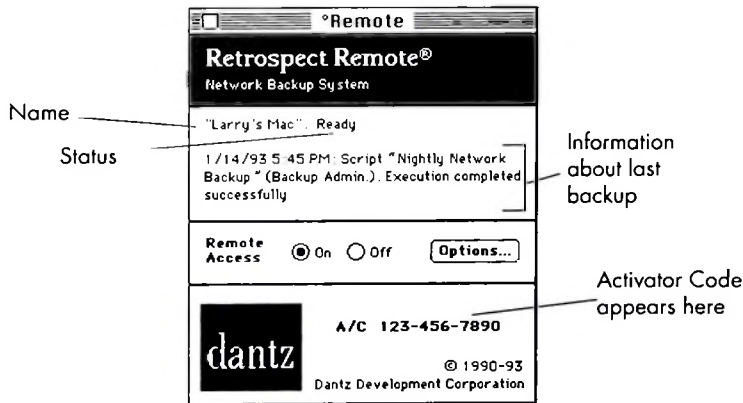 °Remote
Retrospect Remote®
Network Backup System
Name
"Larry's Mac". Ready
Status
1/14/93 5:45 PM: Script "Nightly Network
Backup" (Backup Admin.). Execution completed
successfully
Information
about last
backup
Remote
Access
On
Off
Options...
Activator Code
appears here
A/C 123-456-7890
dantz
© 1990-93
Dantz Development Corporation